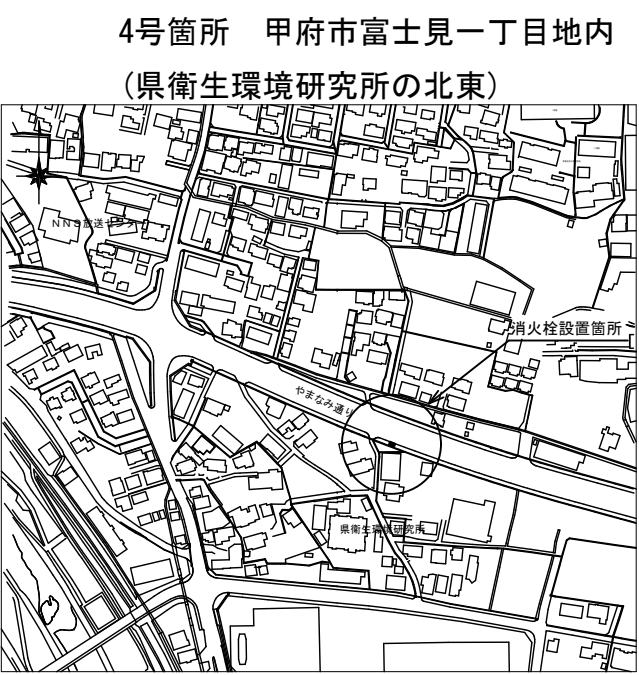 4号箇所　甲府市富士見一丁目地内
(県衛生環境研究所の北東)
NNS放送センター
消火栓設置箇所
やまなみ通り
県衛生環境研究所